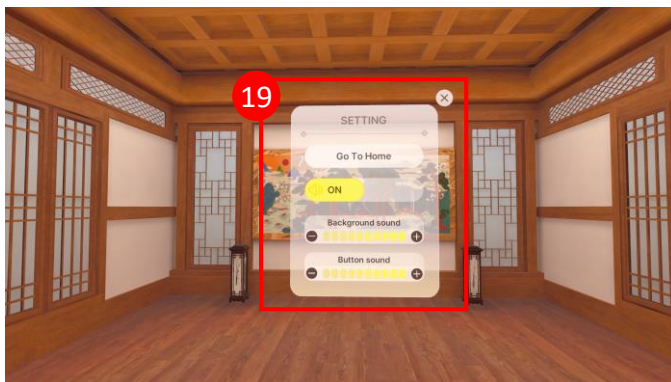 19
SETTING
Go To Home
ON
Background sound
Button sound